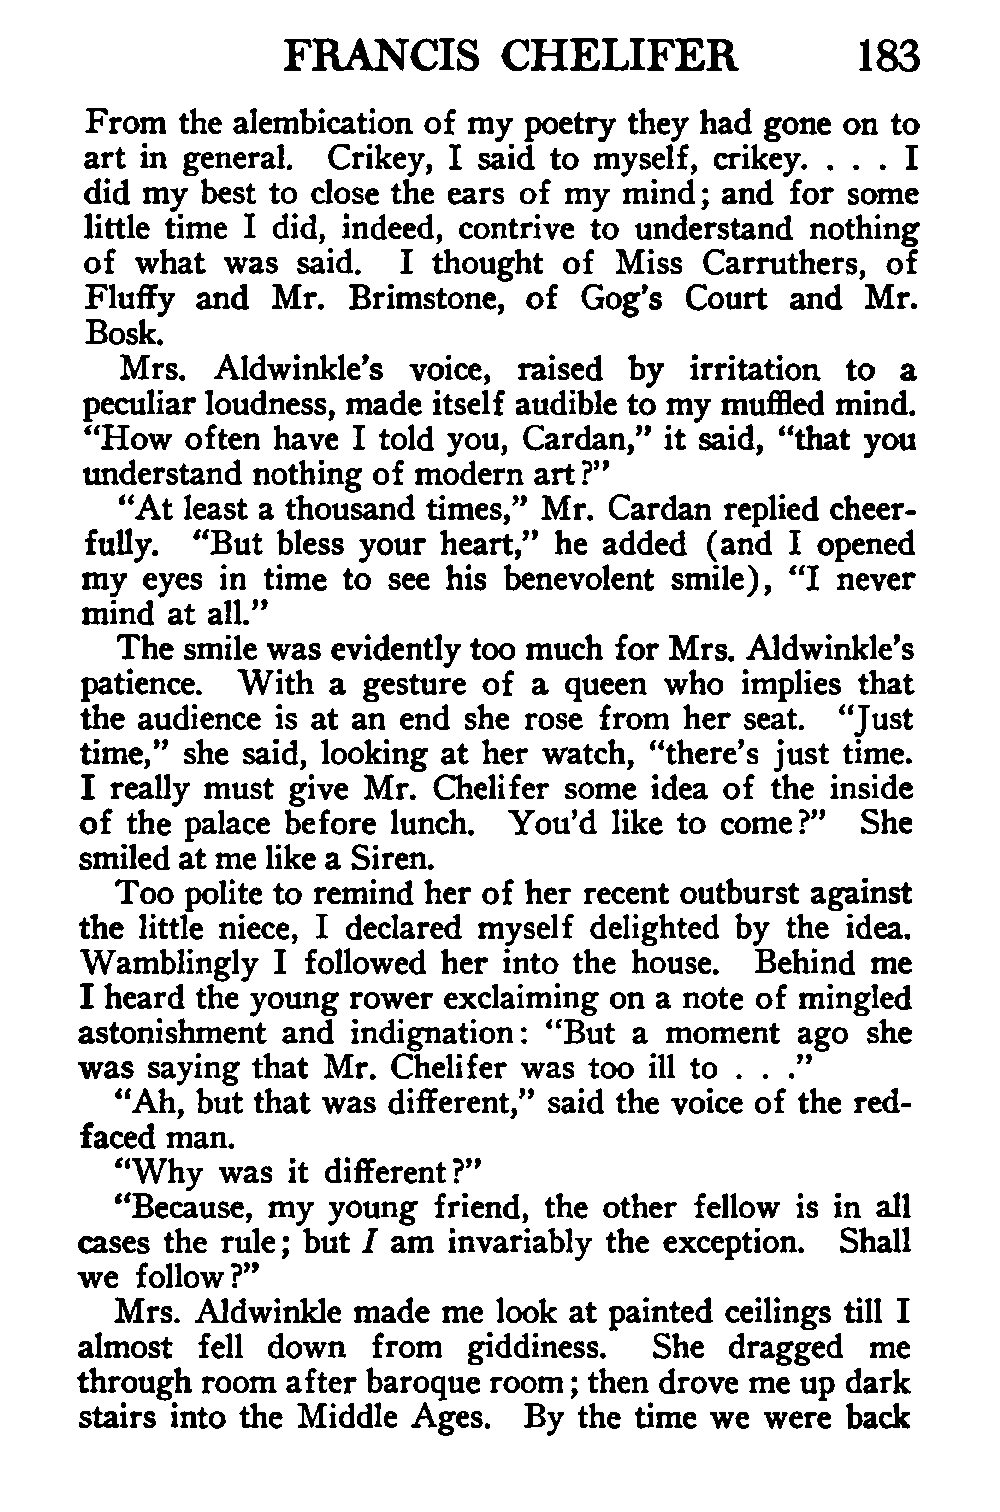 FRANCIS CHELIFER 183
From the alembication of my poetry they had gone on to
art in general. Crikey, I said to myself, crikey. . . . I
did my best to close the ears of my mind; and for some
little time I did, indeed, contrive to understand nothing
of what was said. I thought of Miss Carruthers, of
Fluffy and Mr. Brimstone, of Gog's Court and Mr.
Bosk.
Mrs. Aldwinkle's voice, raised by irritation to a
peculiar loudness, made itself audible to my muffled mind.
“How often have I told you, Cardan,” it said, “that you
understand nothing of modern art?”
“At least a thousand times,” Mr. Cardan replied cheer-
fully. “But bless your heart,” he added (and I opened
my eyes in time to see his benevolent smile), “I never
mind at all.”
The smile was evidently too much for Mrs. Aldwinkle's
patience. With a gesture of a queen who implies that
the audience is at an end she rose from her seat. “Just
time,” she said, looking at her watch, “there's just time.
I really must give Mr. Chelifer some idea of the inside
of the palace before lunch. You'd like to come?” She
smiled at me like a Siren.
Too polite to remind her of her recent outburst against
the little niece, I declared myself delighted by the idea.
Wamblingly I followed her into the house. Behind me
I heard the young rower exclaiming on a note of mingled
astonishment and indignation: “But a moment ago she
was saying that Mr. Chelifer was too ill to . . .”
“Ah, but that was different,” said the voice of the red-
faced man.
“Why was it different?”
“Because, my young friend, the other fellow is in all
cases the rule; but I am invariably the exception. Shall
we follow?”
Mrs. Aldwinkle made me look at painted ceilings till I
almost fell down from giddiness. She dragged me
through room after baroque room; then drove me up dark
stairs into the Middle Ages. By the time we were back